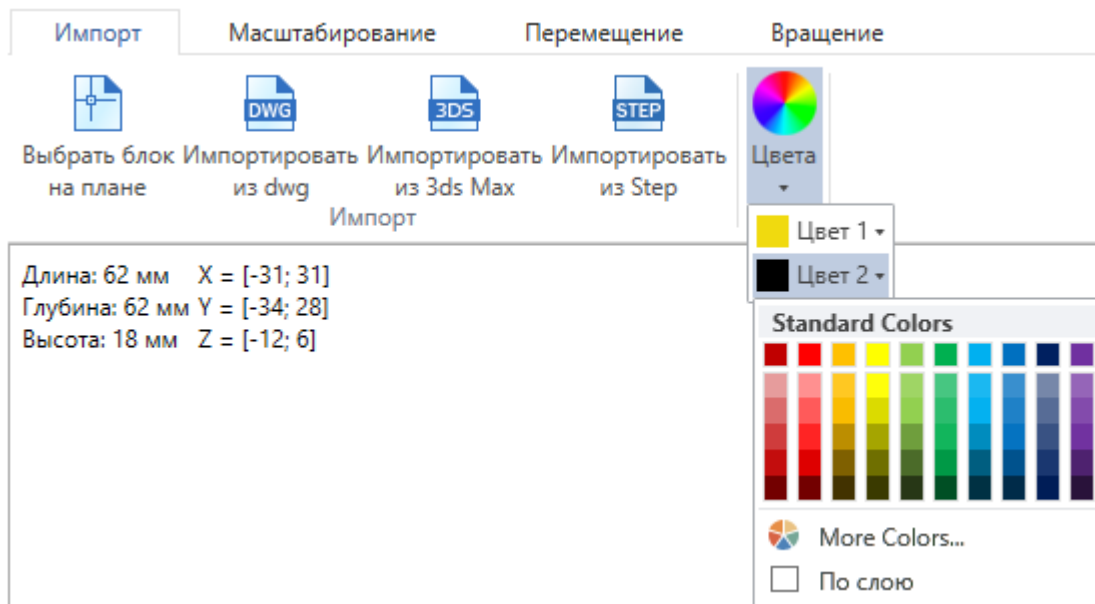 Импорт Масштабирование Перемещение Вращение
DWG 3DS STEP
Выбрать блок Импортировать Импортировать Импортировать Цвета
на плане из dwg из 3ds Max из Step
Импорт
Цвет 1
Длина: 62 мм X = [-31; 31] Цвет 2
Глубина: 62 мм Y = [-34; 28]
Высота: 18 мм Z = [-12; 6]
Standard Colors
More Colors...
По слою